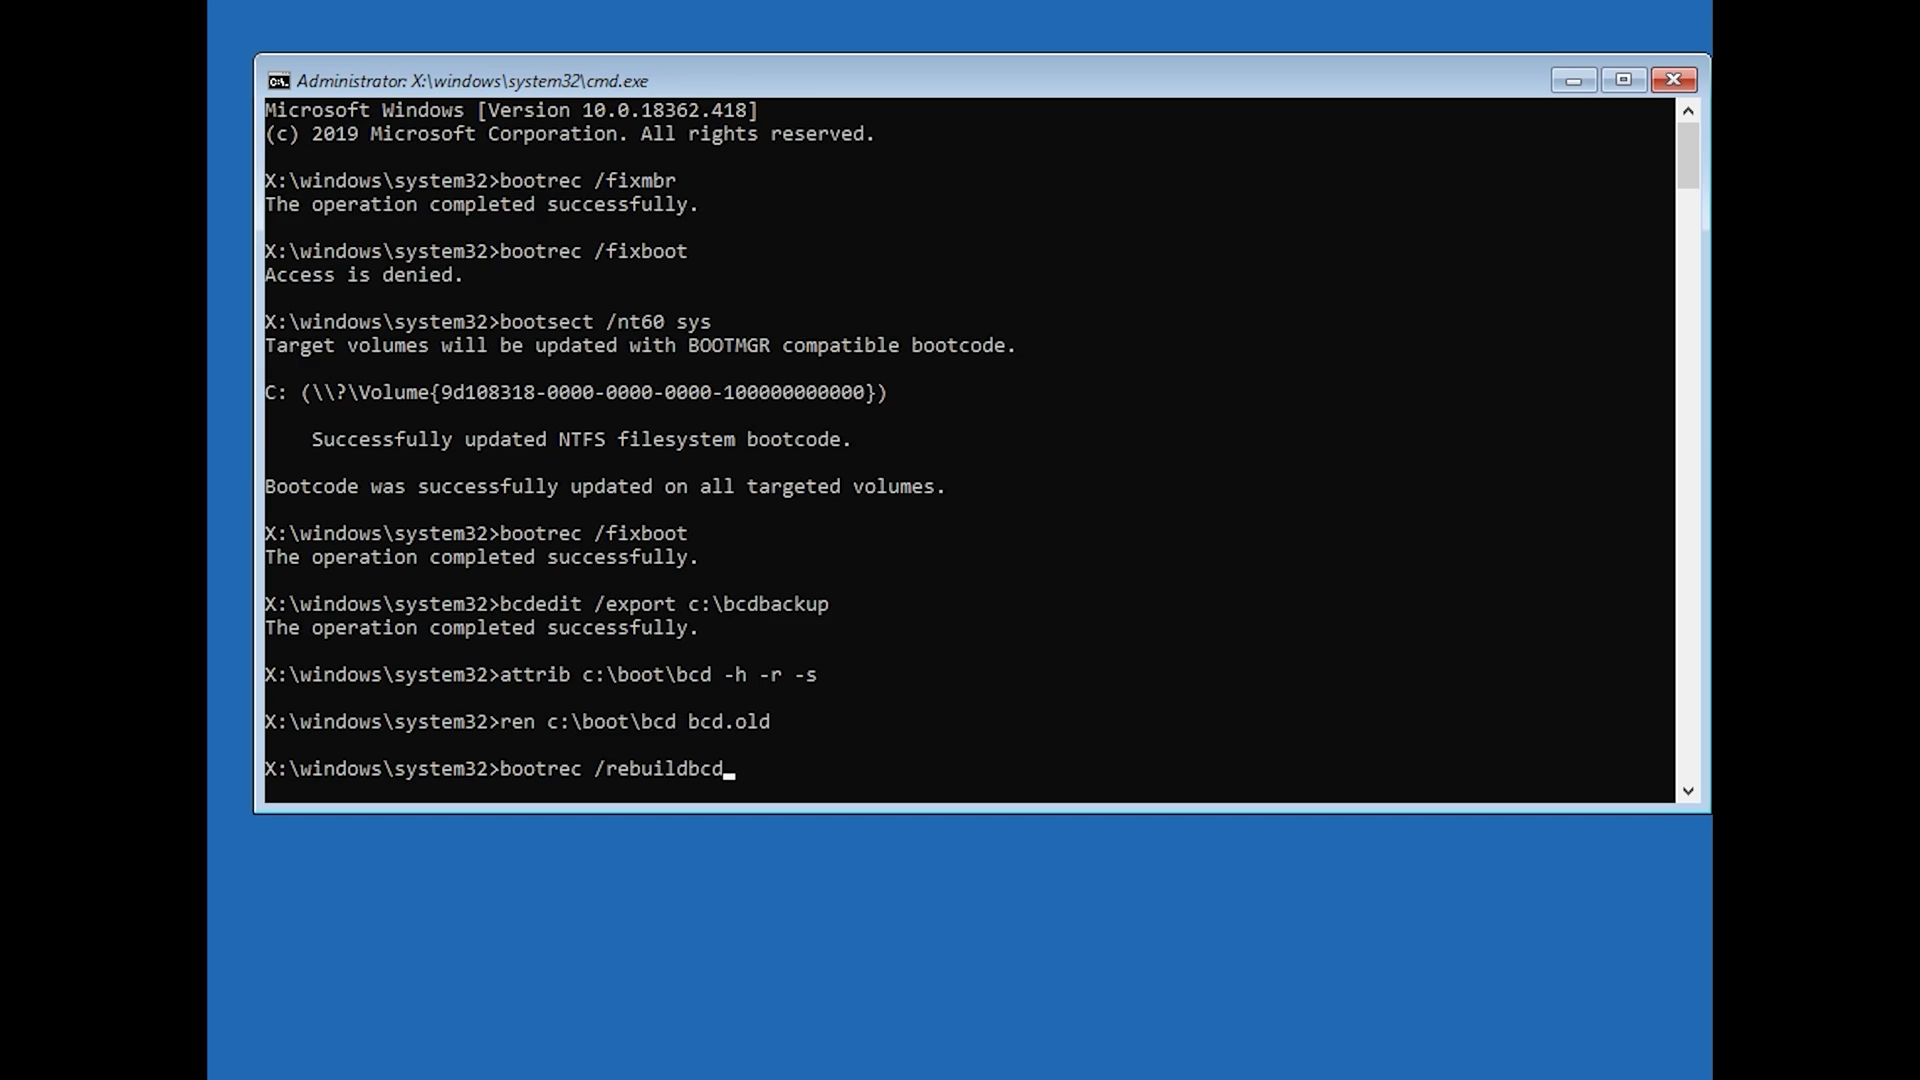 Administrator: X:\windows\system32\cmd.exe
Microsoft Windows [Version 10.0.18362.418]
(c) 2019 Microsoft Corporation. All rights reserved.
X:\windows\system32>bootrec /fixmbr
The operation completed successfully.
X:\windows\system32>bootrec /fixboot
Access is denied.
X:\windows\system32>bootsect /nt60 sys
Target volumes will be updated with BOOTMGR compatible bootcode.
C: (\\?\Volume{9d108318-0000-0000-0000-100000000000})
Successfully updated NTFS filesystem bootcode.
Bootcode was successfully updated on all targeted volumes.
X:\windows\system32>bootrec /fixboot
The operation completed successfully.
X:\windows\system32>bcdedit /export c:\bcdbackup
The operation completed successfully.
X:\windows\system32>attrib c:\boot\bcd -h -r -s
X:\windows\system32>ren c:\boot\bcd bcd.old
X:\windows\system32>bootrec /rebuildbcd